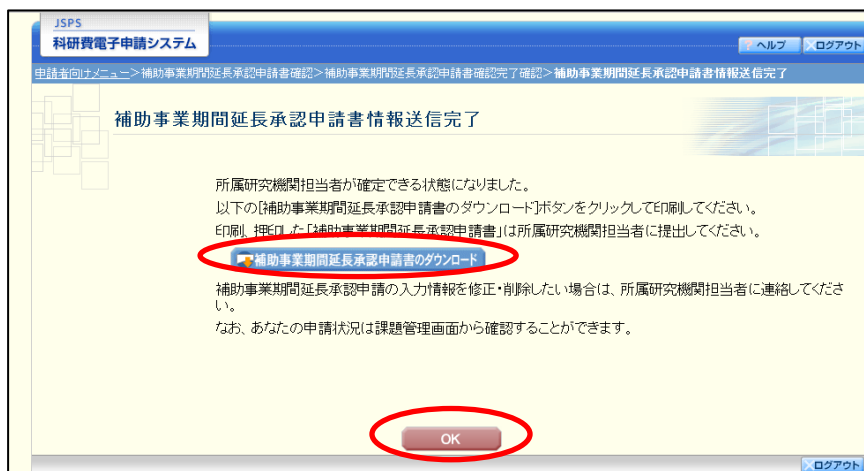 JSPS
科研費電子申請システム
? ヘルプ
×ログアウト
申請者向けメニュー>補助事業期間延長承認申請書確認>補助事業期間延長承認申請書確認完了確認>補助事業期間延長承認申請書情報送信完了
補助事業期間延長承認申請書情報送信完了
所属研究機関担当者が確定できる状態になりました。
以下の[補助事業期間延長承認申請書のダウンロード]ボタンをクリックして印刷してください。
印刷、押印した「補助事業期間延長承認申請書」は所属研究機関担当者に提出してください。
補助事業期間延長承認申請書のダウンロード
補助事業期間延長承認申請の入力情報を修正・削除したい場合は、所属研究機関担当者に連絡してくださ
い。
なお、あなたの申請状況は課題管理画面から確認することができます。
OK
×ログアウト